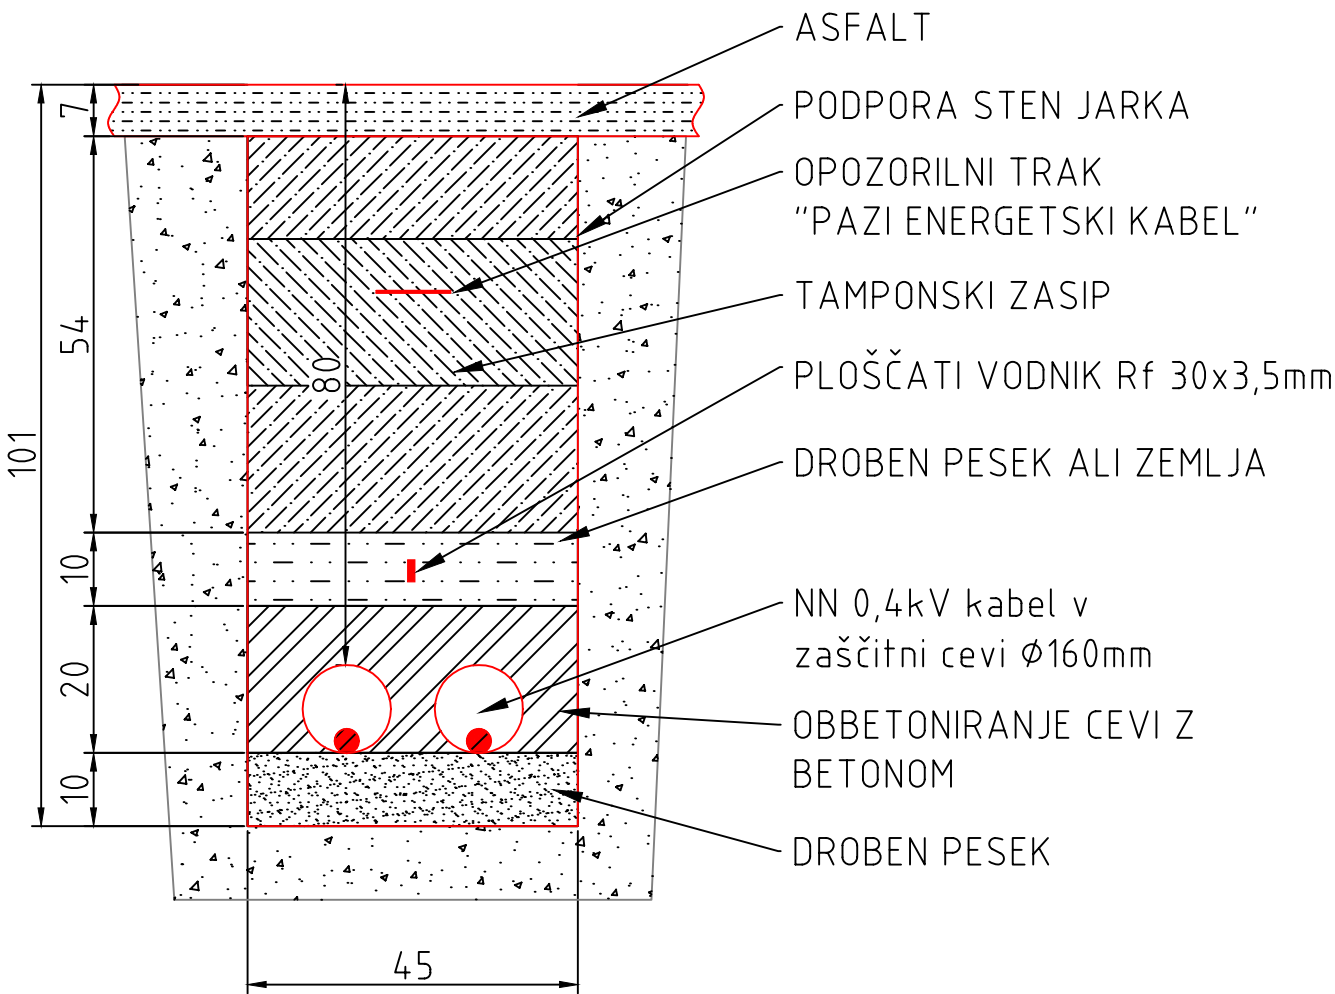 ASFALT
PODPORA STEN JARKA
OPOZORILNI TRAK
"PAZI ENERGETSKI KABEL"
TAMPONSKI ZASIP
PLOŠČATI VODNIK Rf 30x3,5mm
DROBEN PESEK ALI ZEMLJA
NN 0,4kV kabel v
zaščitni cevi Ø160mm
OBBETONIRANJE CEVI Z
BETONOM
DROBEN PESEK
7
54
80
101
10
20
10
45